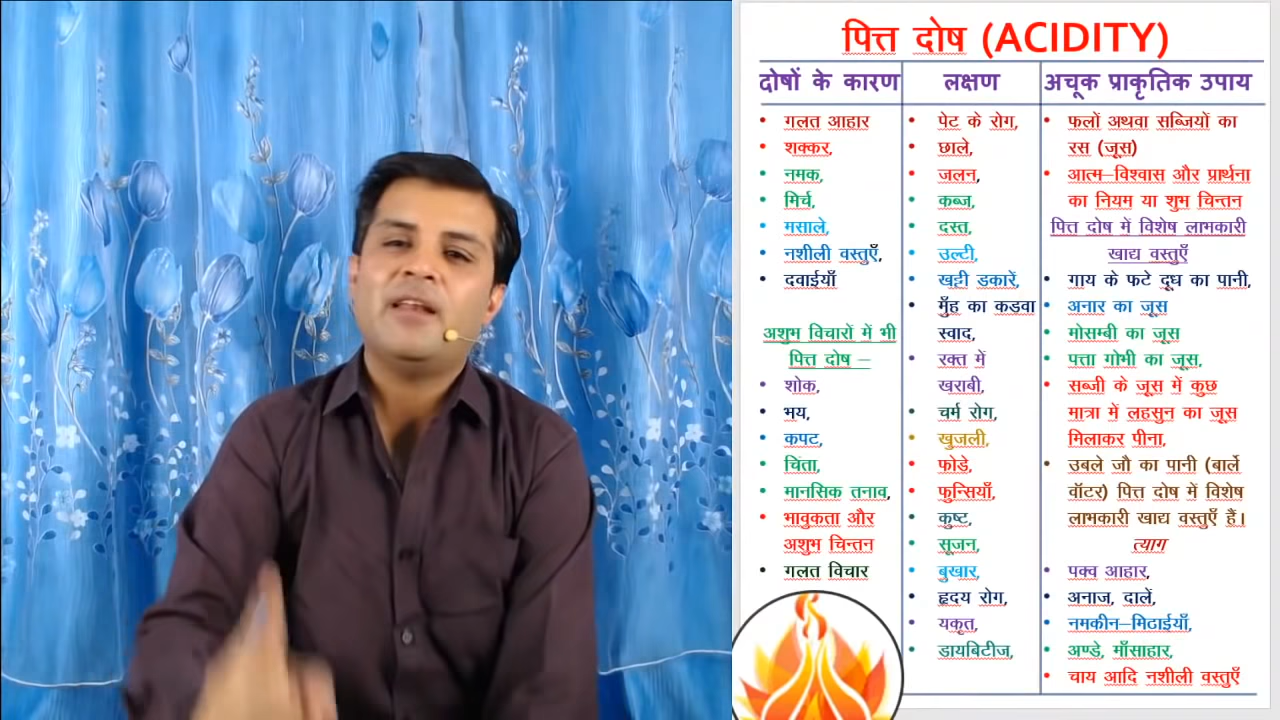 पित्त दोष (ACIDITY)
दोषों के कारण
गलत आहार
शक्कर,
नमक,
मिर्च,
मसाले,
नशीली वस्तुएँ,
दवाईयाँ
अशुभ विचारों में भी
पित्त दोष –
शोक,
भय,
कपट,
चिंता,
मानसिक तनाव,
भावुकता और
अशुभ चिन्तन
गलत विचार
लक्षण
पेट के रोग,
छाले,
जलन,
कब्ज,
दस्त,
उल्टी,
खट्टी डकारें,
मुँह का कडवा
स्वाद,
रक्त में
खराबी,
चर्म रोग,
खुजली,
फोड़े,
फुन्सियाँ,
कुष्ट,
सूजन,
बुखार,
हृदय रोग,
यकृत,
डायबिटीज,
अचूक प्राकृतिक उपाय
फलों अथवा सब्जियों का
रस (जूस)
आत्म–विश्वास और प्रार्थना
का नियम या शुभ चिन्तन
पित्त दोष में विशेष लाभकारी
खाद्य वस्तुएँ
गाय के फटे दूध का पानी,
अनार का जूस
मोसम्बी का जूस
पत्ता गोभी का जूस,
सब्जी के जूस में कुछ
मात्रा में लहसुन का जूस
मिलाकर पीना,
उबले जौ का पानी (बार्ले
वॉटर) पित्त दोष में विशेष
लाभकारी खाद्य वस्तुएँ हैं।
त्याग
पक्व आहार,
अनाज, दालें,
नमकीन–मिठाईयाँ,
अण्डे, माँसाहार,
चाय आदि नशीली वस्तुएँ